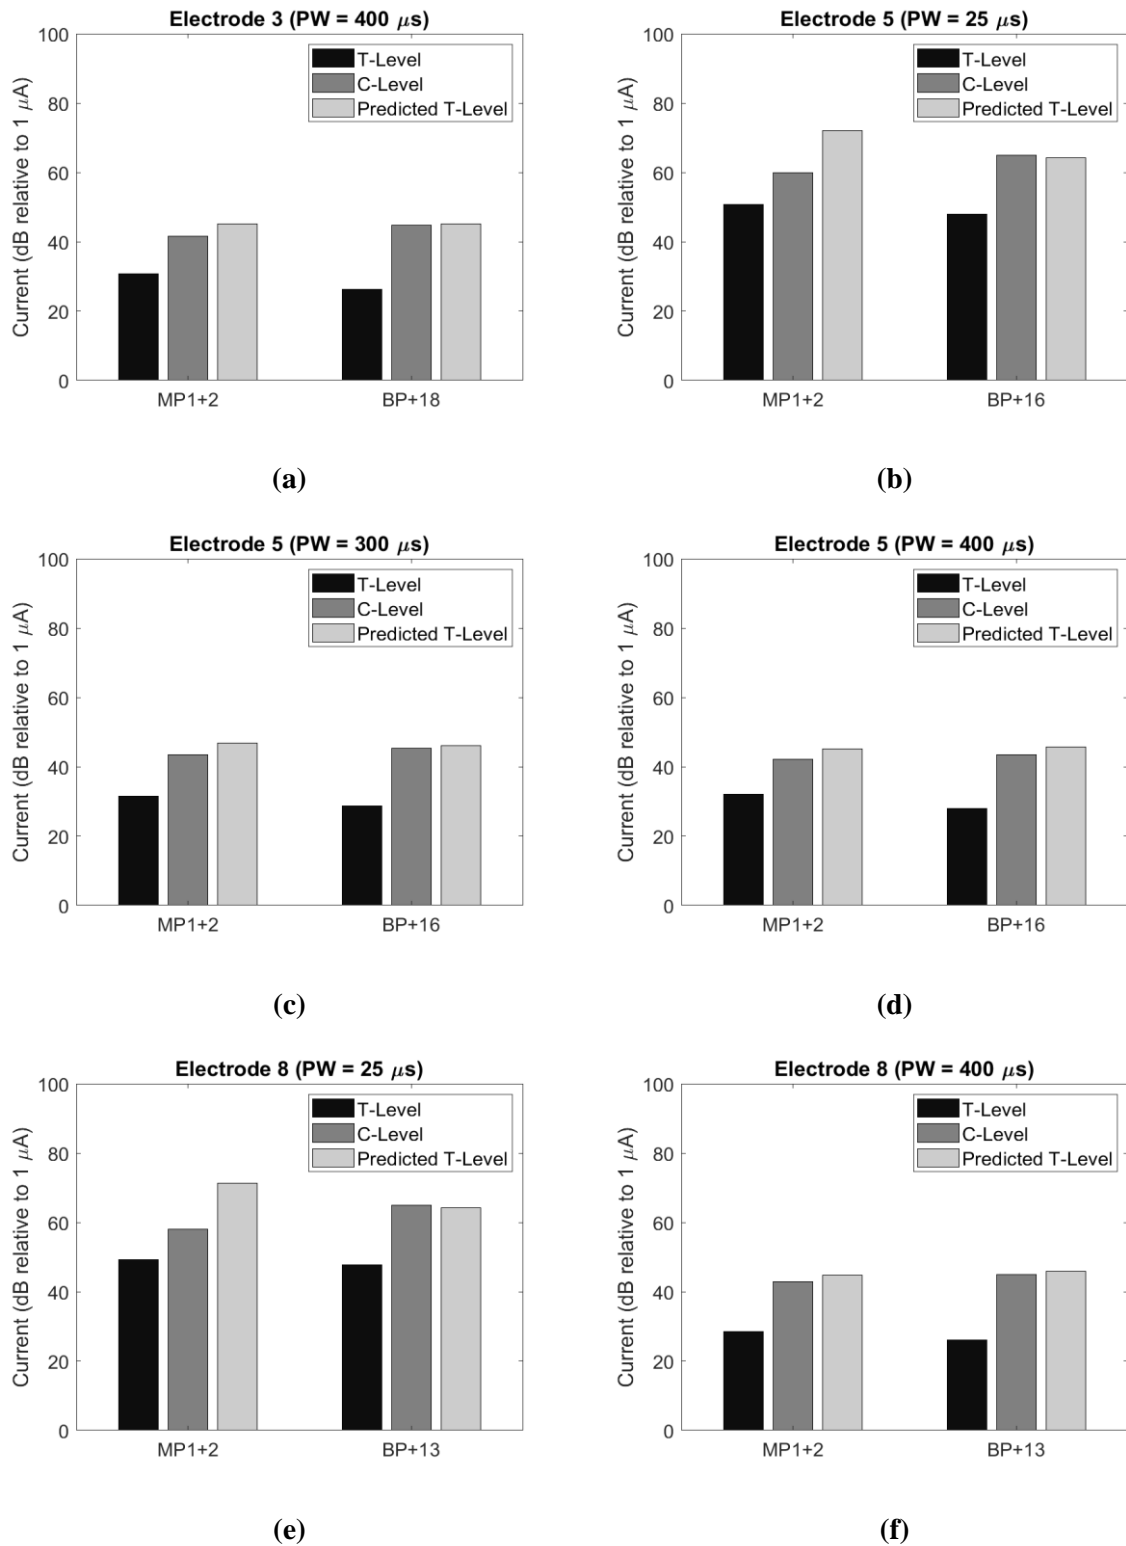 Electrode 3 (PW = 400 μs)
Current (dB relative to 1 μA)
100
80
60
40
20
0
T-Level
C-Level
Predicted T-Level
MP1+2
BP+18
(a)
Electrode 5 (PW = 25 μs)
Current (dB relative to 1 μA)
100
80
60
40
20
0
T-Level
C-Level
Predicted T-Level
MP1+2
BP+16
(b)
Electrode 5 (PW = 300 μs)
Current (dB relative to 1 μA)
100
80
60
40
20
0
T-Level
C-Level
Predicted T-Level
MP1+2
BP+16
(c)
Electrode 5 (PW = 400 μs)
Current (dB relative to 1 μA)
100
80
60
40
20
0
T-Level
C-Level
Predicted T-Level
MP1+2
BP+16
(d)
Electrode 8 (PW = 25 μs)
Current (dB relative to 1 μA)
100
80
60
40
20
0
T-Level
C-Level
Predicted T-Level
MP1+2
BP+13
(e)
Electrode 8 (PW = 400 μs)
Current (dB relative to 1 μA)
100
80
60
40
20
0
T-Level
C-Level
Predicted T-Level
MP1+2
BP+13
(f)